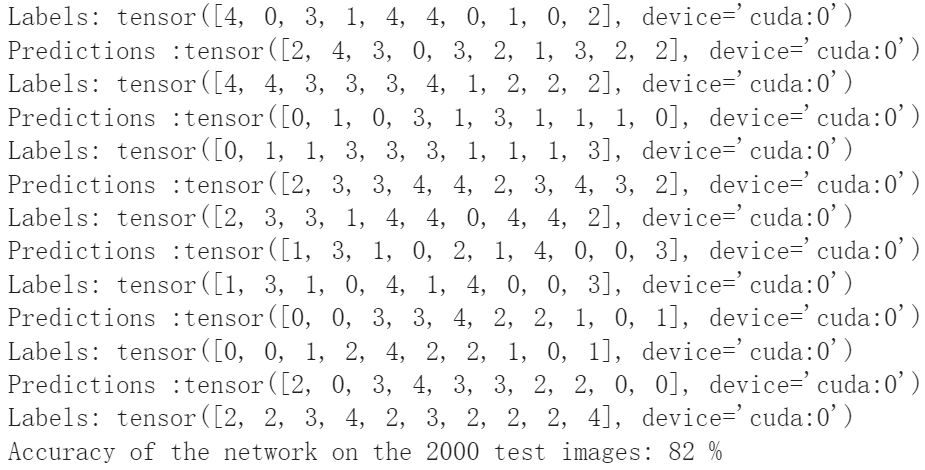 Labels: tensor([4, 0, 3, 1, 4, 4, 0, 1, 0, 2], device='cuda:0')
Predictions :tensor([2, 4, 3, 0, 3, 2, 1, 3, 2, 2], device='cuda:0')
Labels: tensor([4, 4, 3, 3, 3, 4, 1, 2, 2, 2], device='cuda:0')
Predictions :tensor([0, 1, 0, 3, 1, 3, 1, 1, 1, 0], device='cuda:0')
Labels: tensor([0, 1, 1, 3, 3, 3, 1, 1, 1, 3], device='cuda:0')
Predictions :tensor([2, 3, 3, 4, 4, 2, 3, 4, 3, 2], device='cuda:0')
Labels: tensor([2, 3, 3, 1, 4, 4, 0, 4, 4, 2], device='cuda:0')
Predictions :tensor([1, 3, 1, 0, 2, 1, 4, 0, 0, 3], device='cuda:0')
Labels: tensor([1, 3, 1, 0, 4, 1, 4, 0, 0, 3], device='cuda:0')
Predictions :tensor([0, 0, 3, 3, 4, 2, 2, 1, 0, 1], device='cuda:0')
Labels: tensor([0, 0, 1, 2, 4, 2, 2, 1, 0, 1], device='cuda:0')
Predictions :tensor([2, 0, 3, 4, 3, 3, 2, 2, 0, 0], device='cuda:0')
Labels: tensor([2, 2, 3, 4, 2, 3, 2, 2, 2, 4], device='cuda:0')
Accuracy of the network on the 2000 test images: 82 %